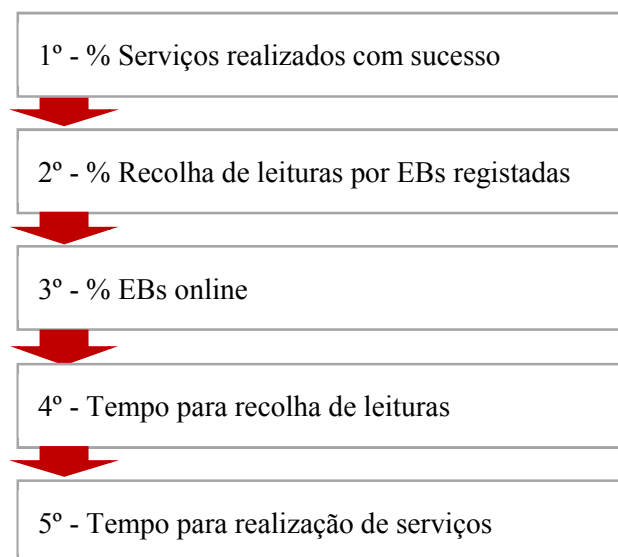 1º - % Serviços realizados com sucesso
2º - % Recolha de leituras por EBs registadas
3º - % EBs online
4º - Tempo para recolha de leituras
5º - Tempo para realização de serviços